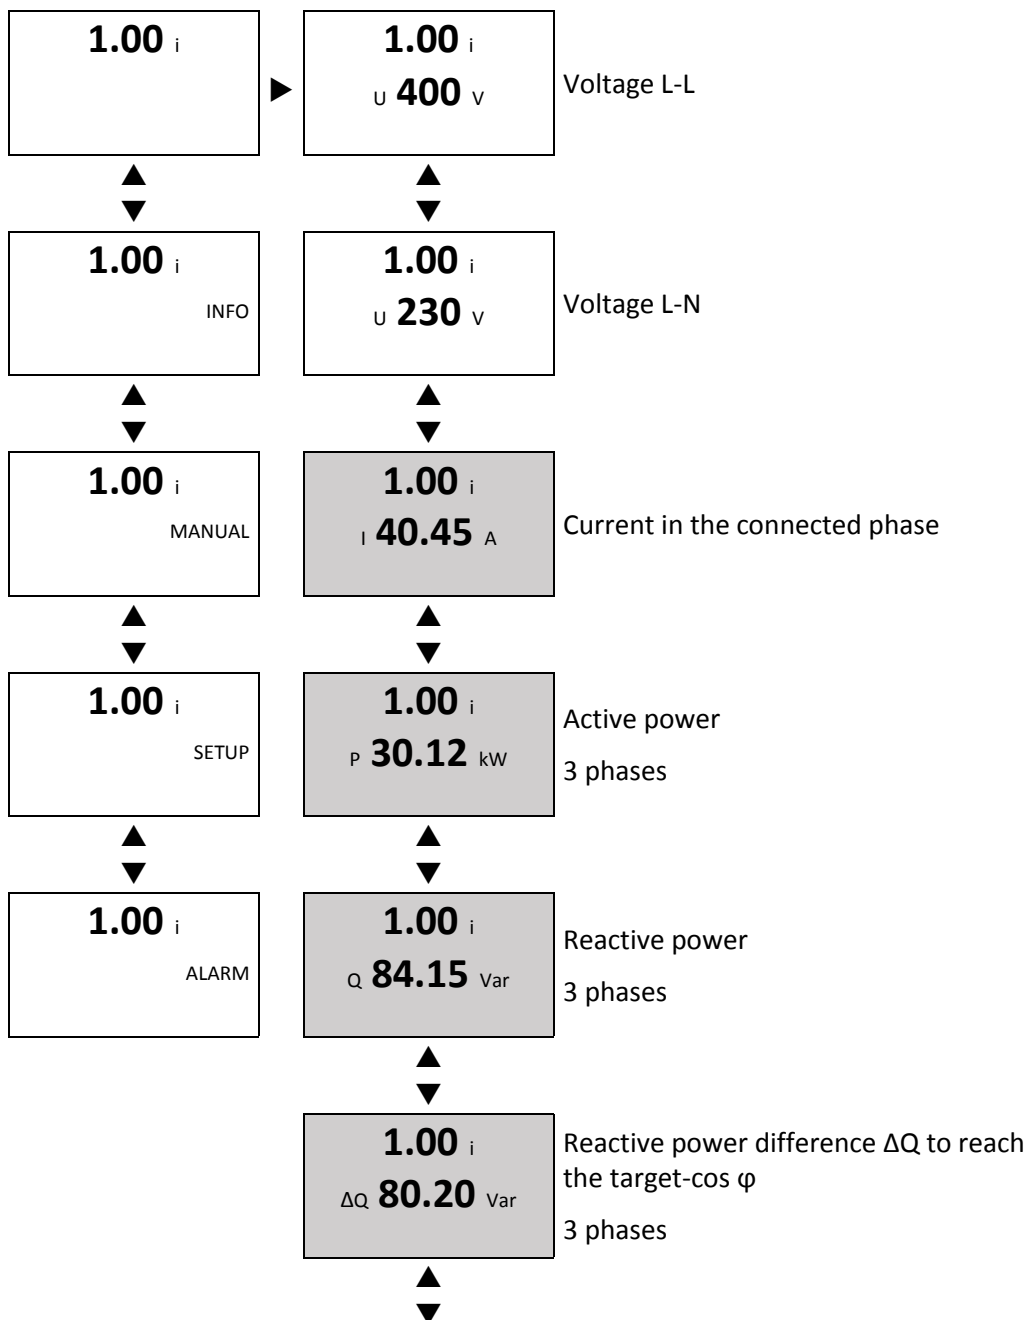 1.00 i
1.00 i
U 400 V
Voltage L-L
1.00 i
INFO
1.00 i
U 230 V
Voltage L-N
1.00 i
MANUAL
1.00 i
I 40.45 A
Current in the connected phase
1.00 i
SETUP
1.00 i
P 30.12 kW
Active power
3 phases
1.00 i
ALARM
1.00 i
Q 84.15 Var
Reactive power
3 phases
1.00 i
ΔQ 80.20 Var
Reactive power difference ΔQ to reach
the target-cos φ
3 phases